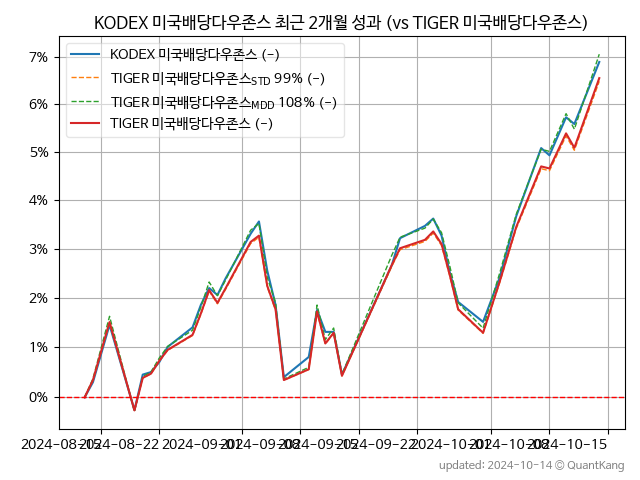 KODEX 미국배당다우존스 최근 2개월 성과 (vs TIGER 미국배당다우존스)
KODEX 미국배당다우존스 (-)
TIGER 미국배당다우존스STD 99% (-)
TIGER 미국배당다우존스MDD 108% (-)
TIGER 미국배당다우존스 (-)
7%
6%
5%
4%
3%
2%
1%
0%
2024-08-15 2024-08-22 2024-09-01 2024-09-08 2024-09-15 2024-09-22 2024-10-01 2024-10-08 2024-10-15
updated: 2024-10-14 © QuantKang